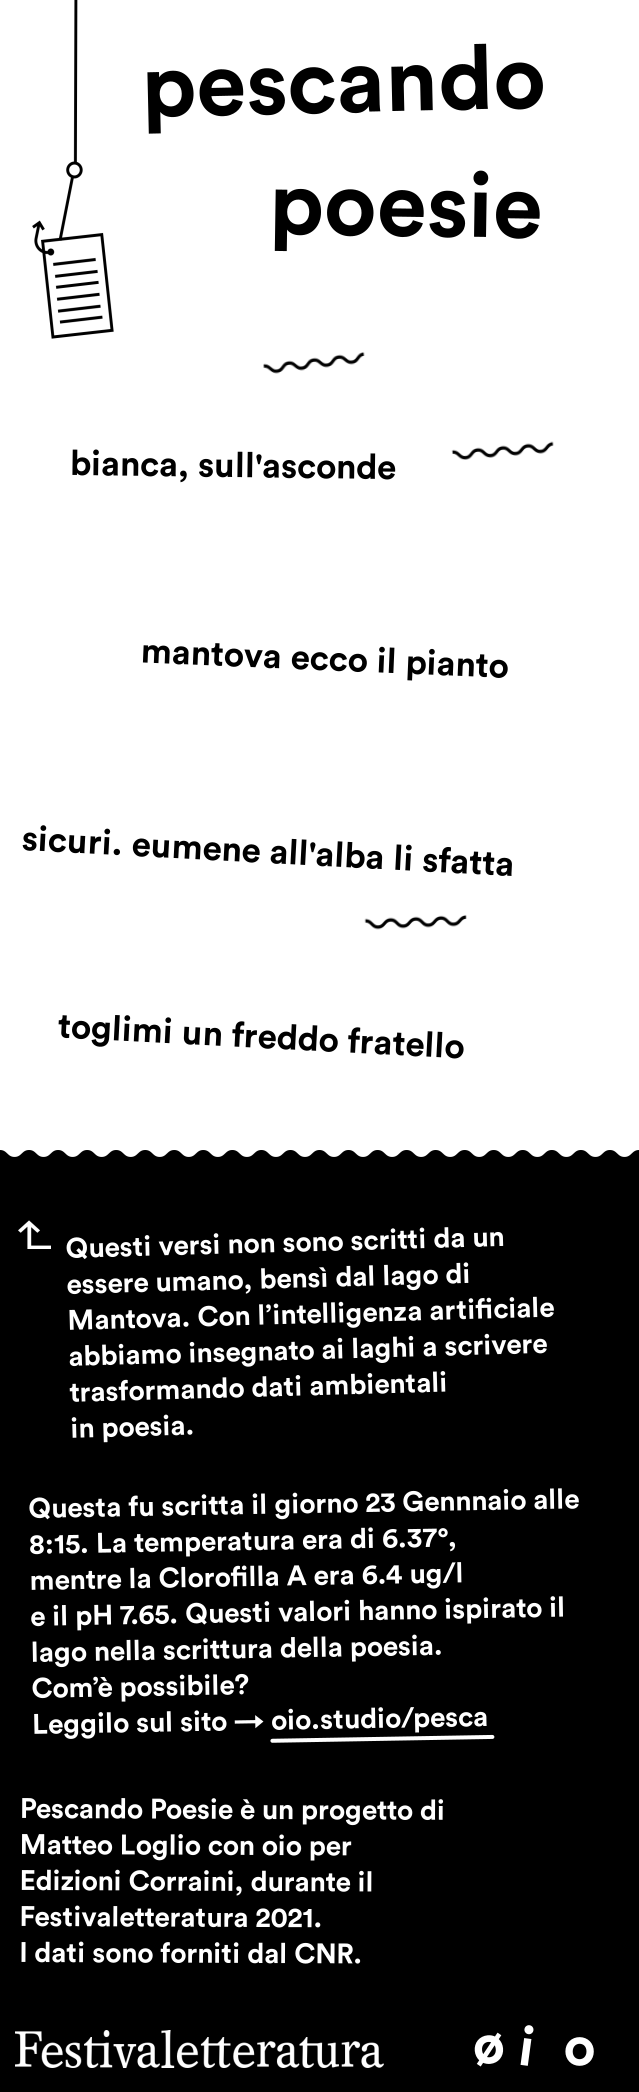 pescando
poesie
bianca, sull'asconde
mantova ecco il pianto
sicuri. eumene all'alba li sfatta
toglimi un freddo fratello
Questi versi non sono scritti da un
essere umano, bensì dal lago di
Mantova. Con l’intelligenza artificiale
abbiamo insegnato ai laghi a scrivere
trasformando dati ambientali
in poesia.
Questa fu scritta il giorno 23 Gennnaio alle
8:15. La temperatura era di 6.37°,
mentre la Clorofilla A era 6.4 ug/l
e il pH 7.65. Questi valori hanno ispirato il
lago nella scrittura della poesia.
Com’è possibile?
Leggilo sul sito → oio.studio/pesca
Pescando Poesie è un progetto di
Matteo Loglio con oio per
Edizioni Corraini, durante il
Festivaletteratura 2021.
I dati sono forniti dal CNR.
Festivaletteratura øi o